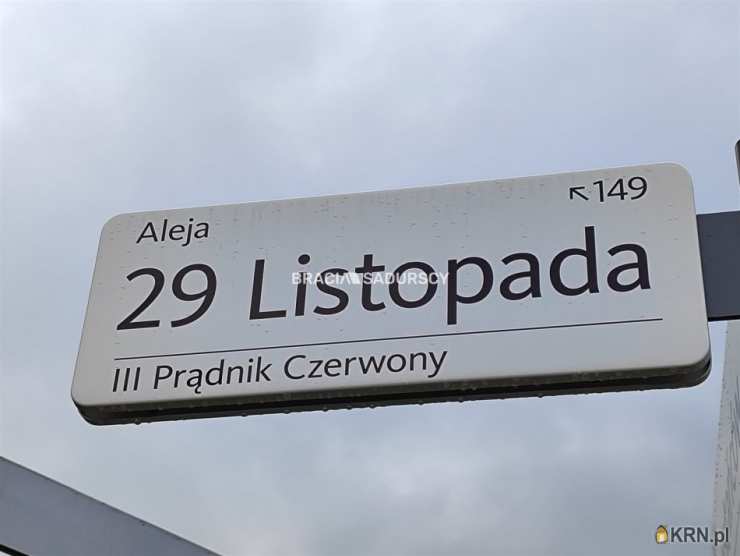 ↖149
Aleja
29 Listopada
BRACIA SADURSCY
III Prądnik Czerwony
KRN.pl